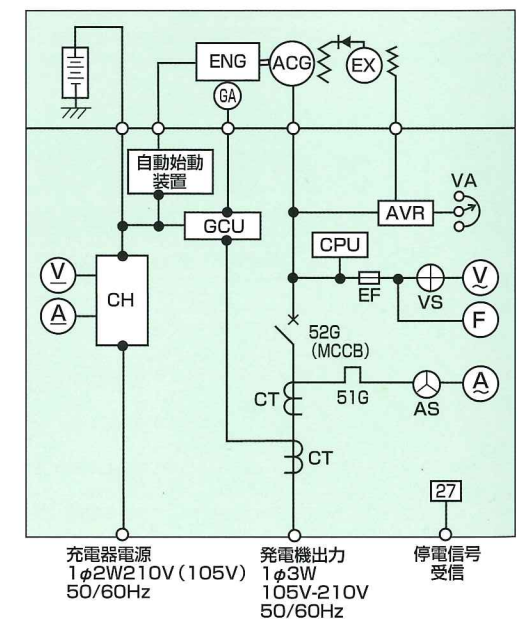 ENG
ACG
EX
GA
自動始動
装置
GCU
AVR
VA
CPU
EF
VS
V
F
V
A
CH
52G
(MCCB)
CT
51G
AS
A
CT
27
充電器電源
1φ2W210V(105V)
50/60Hz
発電機出力
1φ3W
105V-210V
50/60Hz
停電信号
受信